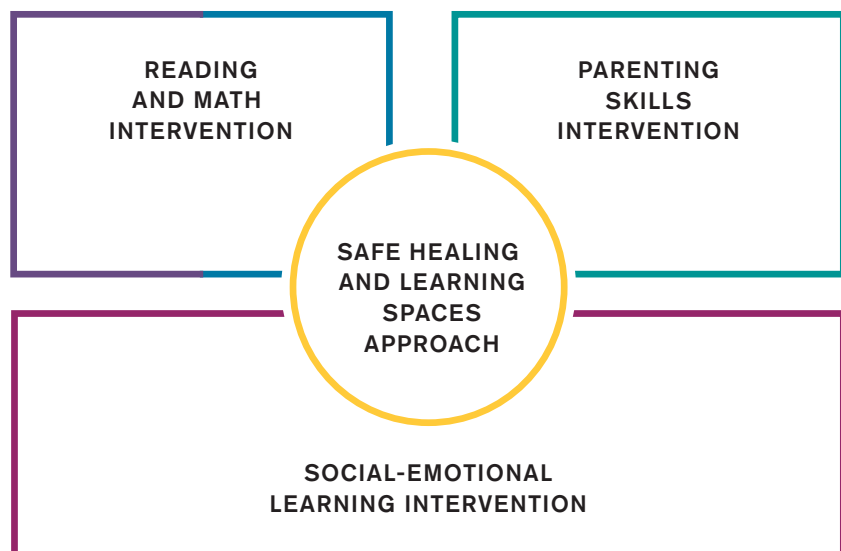 READING
AND MATH
INTERVENTION
PARENTING
SKILLS
INTERVENTION
SAFE HEALING
AND LEARNING
SPACES
APPROACH
SOCIAL-EMOTIONAL
LEARNING INTERVENTION